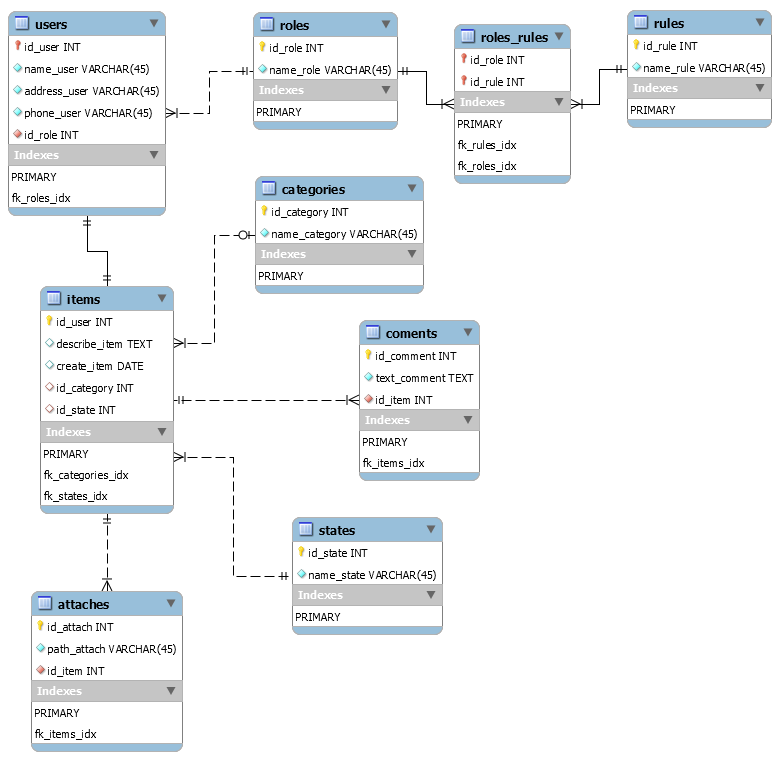 users
id_user INT
name_user VARCHAR(45)
address_user VARCHAR(45)
phone_user VARCHAR(45)
id_role INT
Indexes
PRIMARY
fk_roles_idx
roles
id_role INT
name_role VARCHAR(45)
Indexes
PRIMARY
roles_rules
id_role INT
id_rule INT
Indexes
PRIMARY
fk_rules_idx
fk_roles_idx
rules
id_rule INT
name_rule VARCHAR(45)
Indexes
PRIMARY
categories
id_category INT
name_category VARCHAR(45)
Indexes
PRIMARY
items
id_user INT
describe_item TEXT
create_item DATE
id_category INT
id_state INT
Indexes
PRIMARY
fk_categories_idx
fk_states_idx
coments
id_comment INT
text_comment TEXT
id_item INT
Indexes
PRIMARY
fk_items_idx
states
id_state INT
name_state VARCHAR(45)
Indexes
PRIMARY
attaches
id_attach INT
path_attach VARCHAR(45)
id_item INT
Indexes
PRIMARY
fk_items_idx